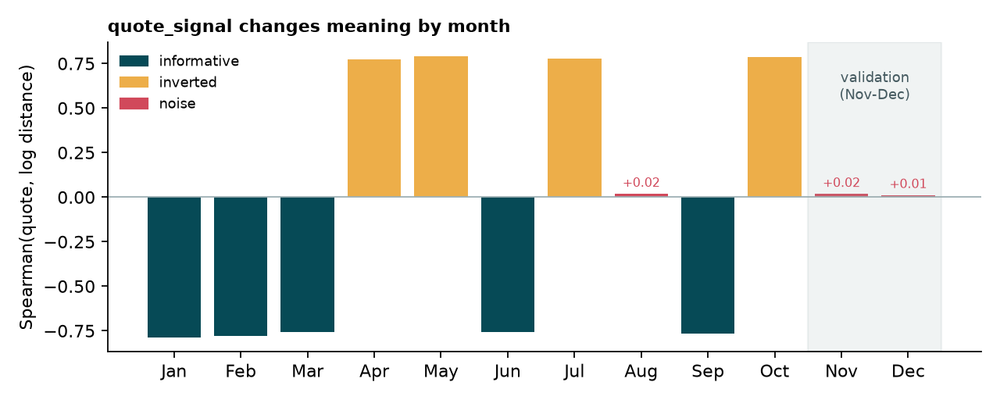 quote_signal changes meaning by month
Spearman(quote, log distance)
0.75
0.50
0.25
0.00
−0.25
−0.50
−0.75
informative
inverted
noise
+0.02
+0.02
+0.01
validation
(Nov-Dec)
Jan Feb Mar Apr May Jun Jul Aug Sep Oct Nov Dec